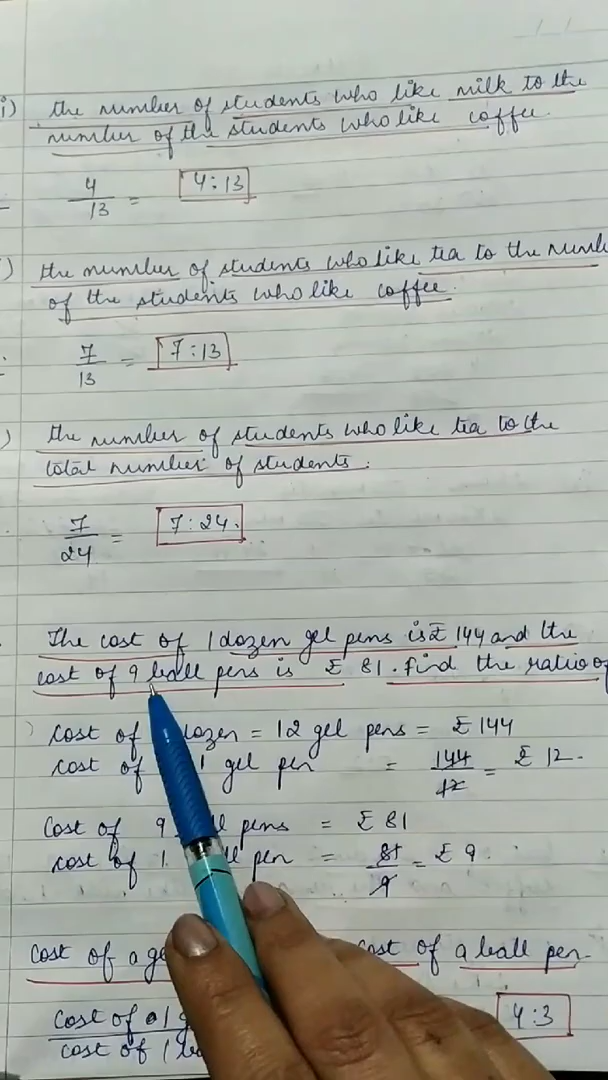 i) the number of students who like milk to the
number of the students who like coffee.
4/13 = 4:13
) the number of students who like tea to the num
of the students who like coffee.
7/13 = 7:13
) the number of students who like tea to the
total number of students.
7/24 = 7:24.
The cost of 1 dozen gel pens is ₹ 144 and the
cost of 9 ball pens is ₹ 81. find the ratio of
) cost of dozen = 12 gel pens = ₹ 144
cost of 1 gel pen = 144/12 = ₹ 12.
Cost of 9 pens = ₹ 81
cost of 1 pen = 81/9 = ₹ 9.
cost of a ge cost of a ball pen
cost of 1 g
cost of 1 ba 4:3